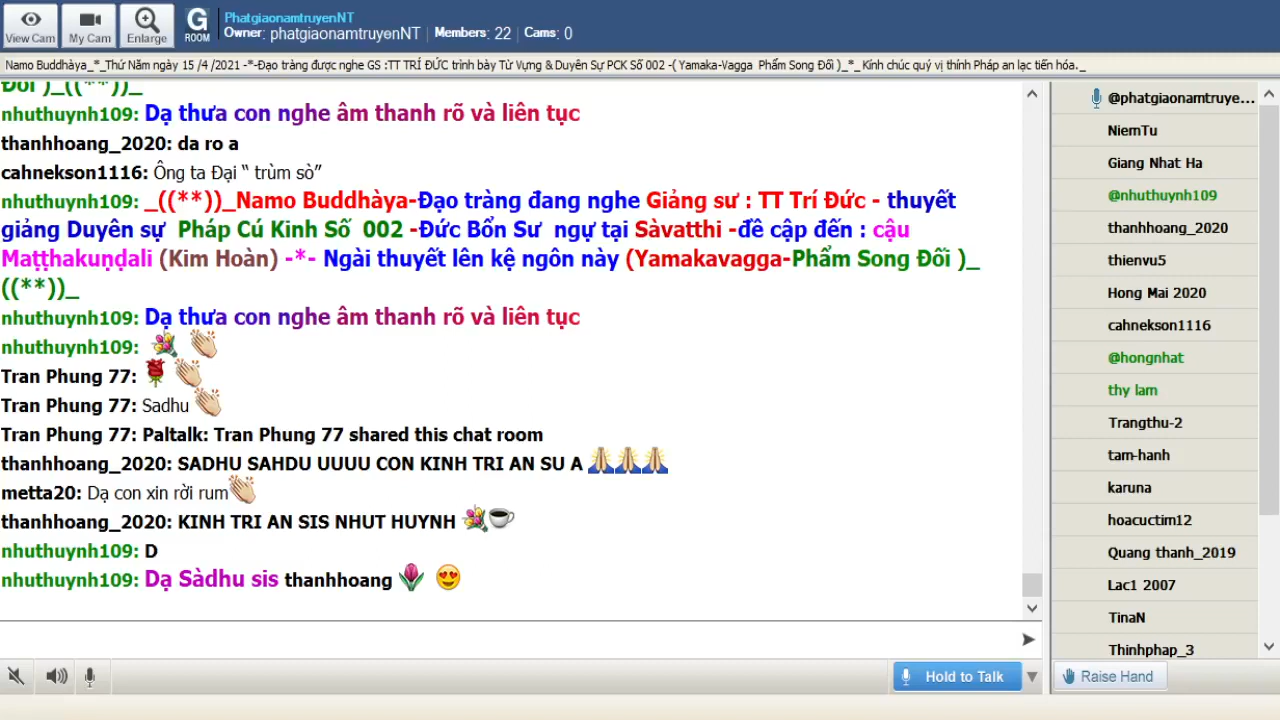 View Cam
My Cam
Enlarge
G
ROOM
PhatgiaonamtruyenNT
Owner: phatgiaonamtruyenNT | Members: 22 | Cams: 0
Namo Buddhàya_*_Thứ Năm ngày 15 /4 /2021 -*-Đạo tràng được nghe GS :TT TRÍ ĐỨC trình bày Từ Vựng & Duyên Sự PCK Số 002 -( Yamaka-Vagga Phẩm Song Đối )_*_ Kính chúc quý vị thính Pháp an lạc tiến hóa._
Đối )_((**))_
nhuthuynh109: Dạ thưa con nghe âm thanh rõ và liên tục
thanhhoang_2020: da ro a
cahnekson1116: Ông ta Đại “ trùm sò”
nhuthuynh109: _((**))_Namo Buddhàya-Đạo tràng đang nghe Giảng sư : TT Trí Đức - thuyết
giảng Duyên sự Pháp Cú Kinh Số 002 -Đức Bổn Sư ngự tại Sàvatthi -đề cập đến : cậu
Maṭṭhakuṇḍali (Kim Hoàn) -*- Ngài thuyết lên kệ ngôn này (Yamakavagga-Phẩm Song Đối )_
((**))_
nhuthuynh109: Dạ thưa con nghe âm thanh rõ và liên tục
nhuthuynh109:
Tran Phung 77:
Tran Phung 77: Sadhu
Tran Phung 77: Paltalk: Tran Phung 77 shared this chat room
thanhhoang_2020: SADHU SAHDU UUUU CON KINH TRI AN SU A
metta20: Dạ con xin rời rum
thanhhoang_2020: KINH TRI AN SIS NHUT HUYNH
nhuthuynh109: D
nhuthuynh109: Dạ Sàdhu sis thanhhoang
Hold to Talk
@phatgiaonamtruye...
NiemTu
Giang Nhat Ha
@nhuthuynh109
thanhhoang_2020
thienvu5
Hong Mai 2020
cahnekson1116
@hongnhat
thy lam
Trangthu-2
tam-hanh
karuna
hoacuctim12
Quang thanh_2019
Lac1 2007
TinaN
Thinhphap_3
Raise Hand